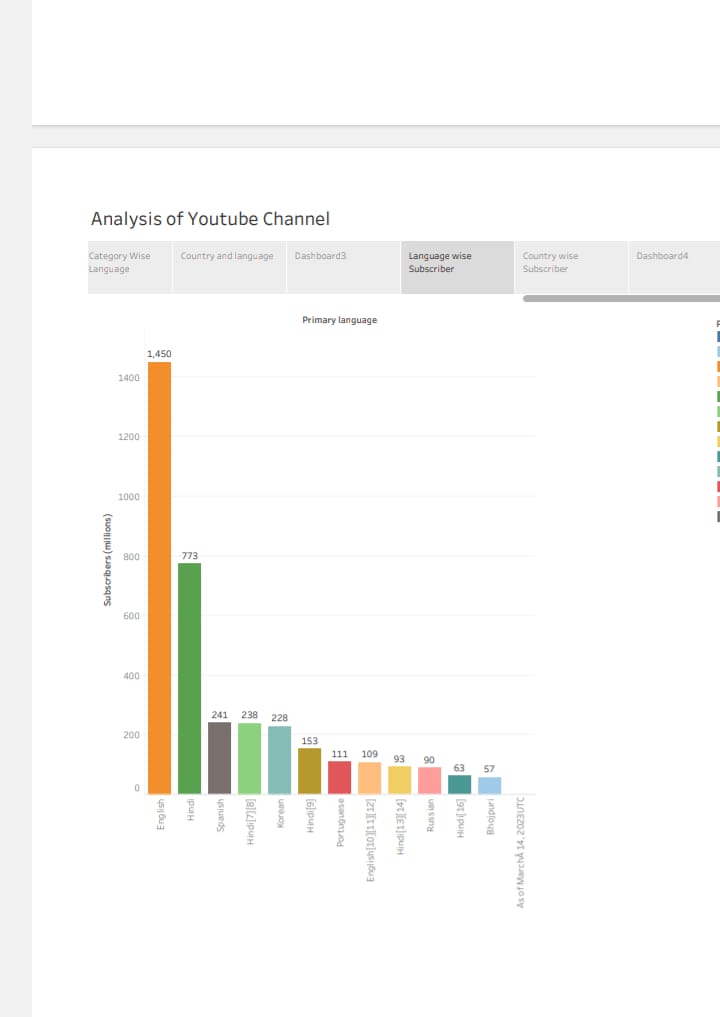 Analysis of Youtube Channel
Category Wise
Language
Country and language
Dashboard3
Language wise
Subscriber
Country wise
Subscriber
Dashboard4
Primary language
1,450
1400
1200
1000
800
600
400
200
0
Subscribers (millions)
773
241
238
228
153
111
109
93
90
63
57
English
Hindi
Spanish
Hindi[7][8]
Korean
Hindi[9]
Portuguese
English[10][11][12]
Hindi[13][14]
Russian
Hindi[16]
Bhojpuri
As of MarchÂ 14, 2023UTC